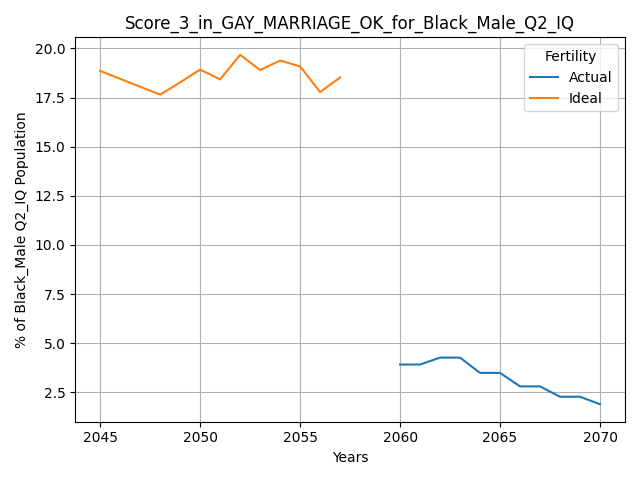 Score_3_in_GAY_MARRIAGE_OK_for_Black_Male_Q2_IQ
Fertility
Actual
Ideal
% of Black_Male Q2_IQ Population
20.0
17.5
15.0
12.5
10.0
7.5
5.0
2.5
2045 2050 2055 2060 2065 2070
Years